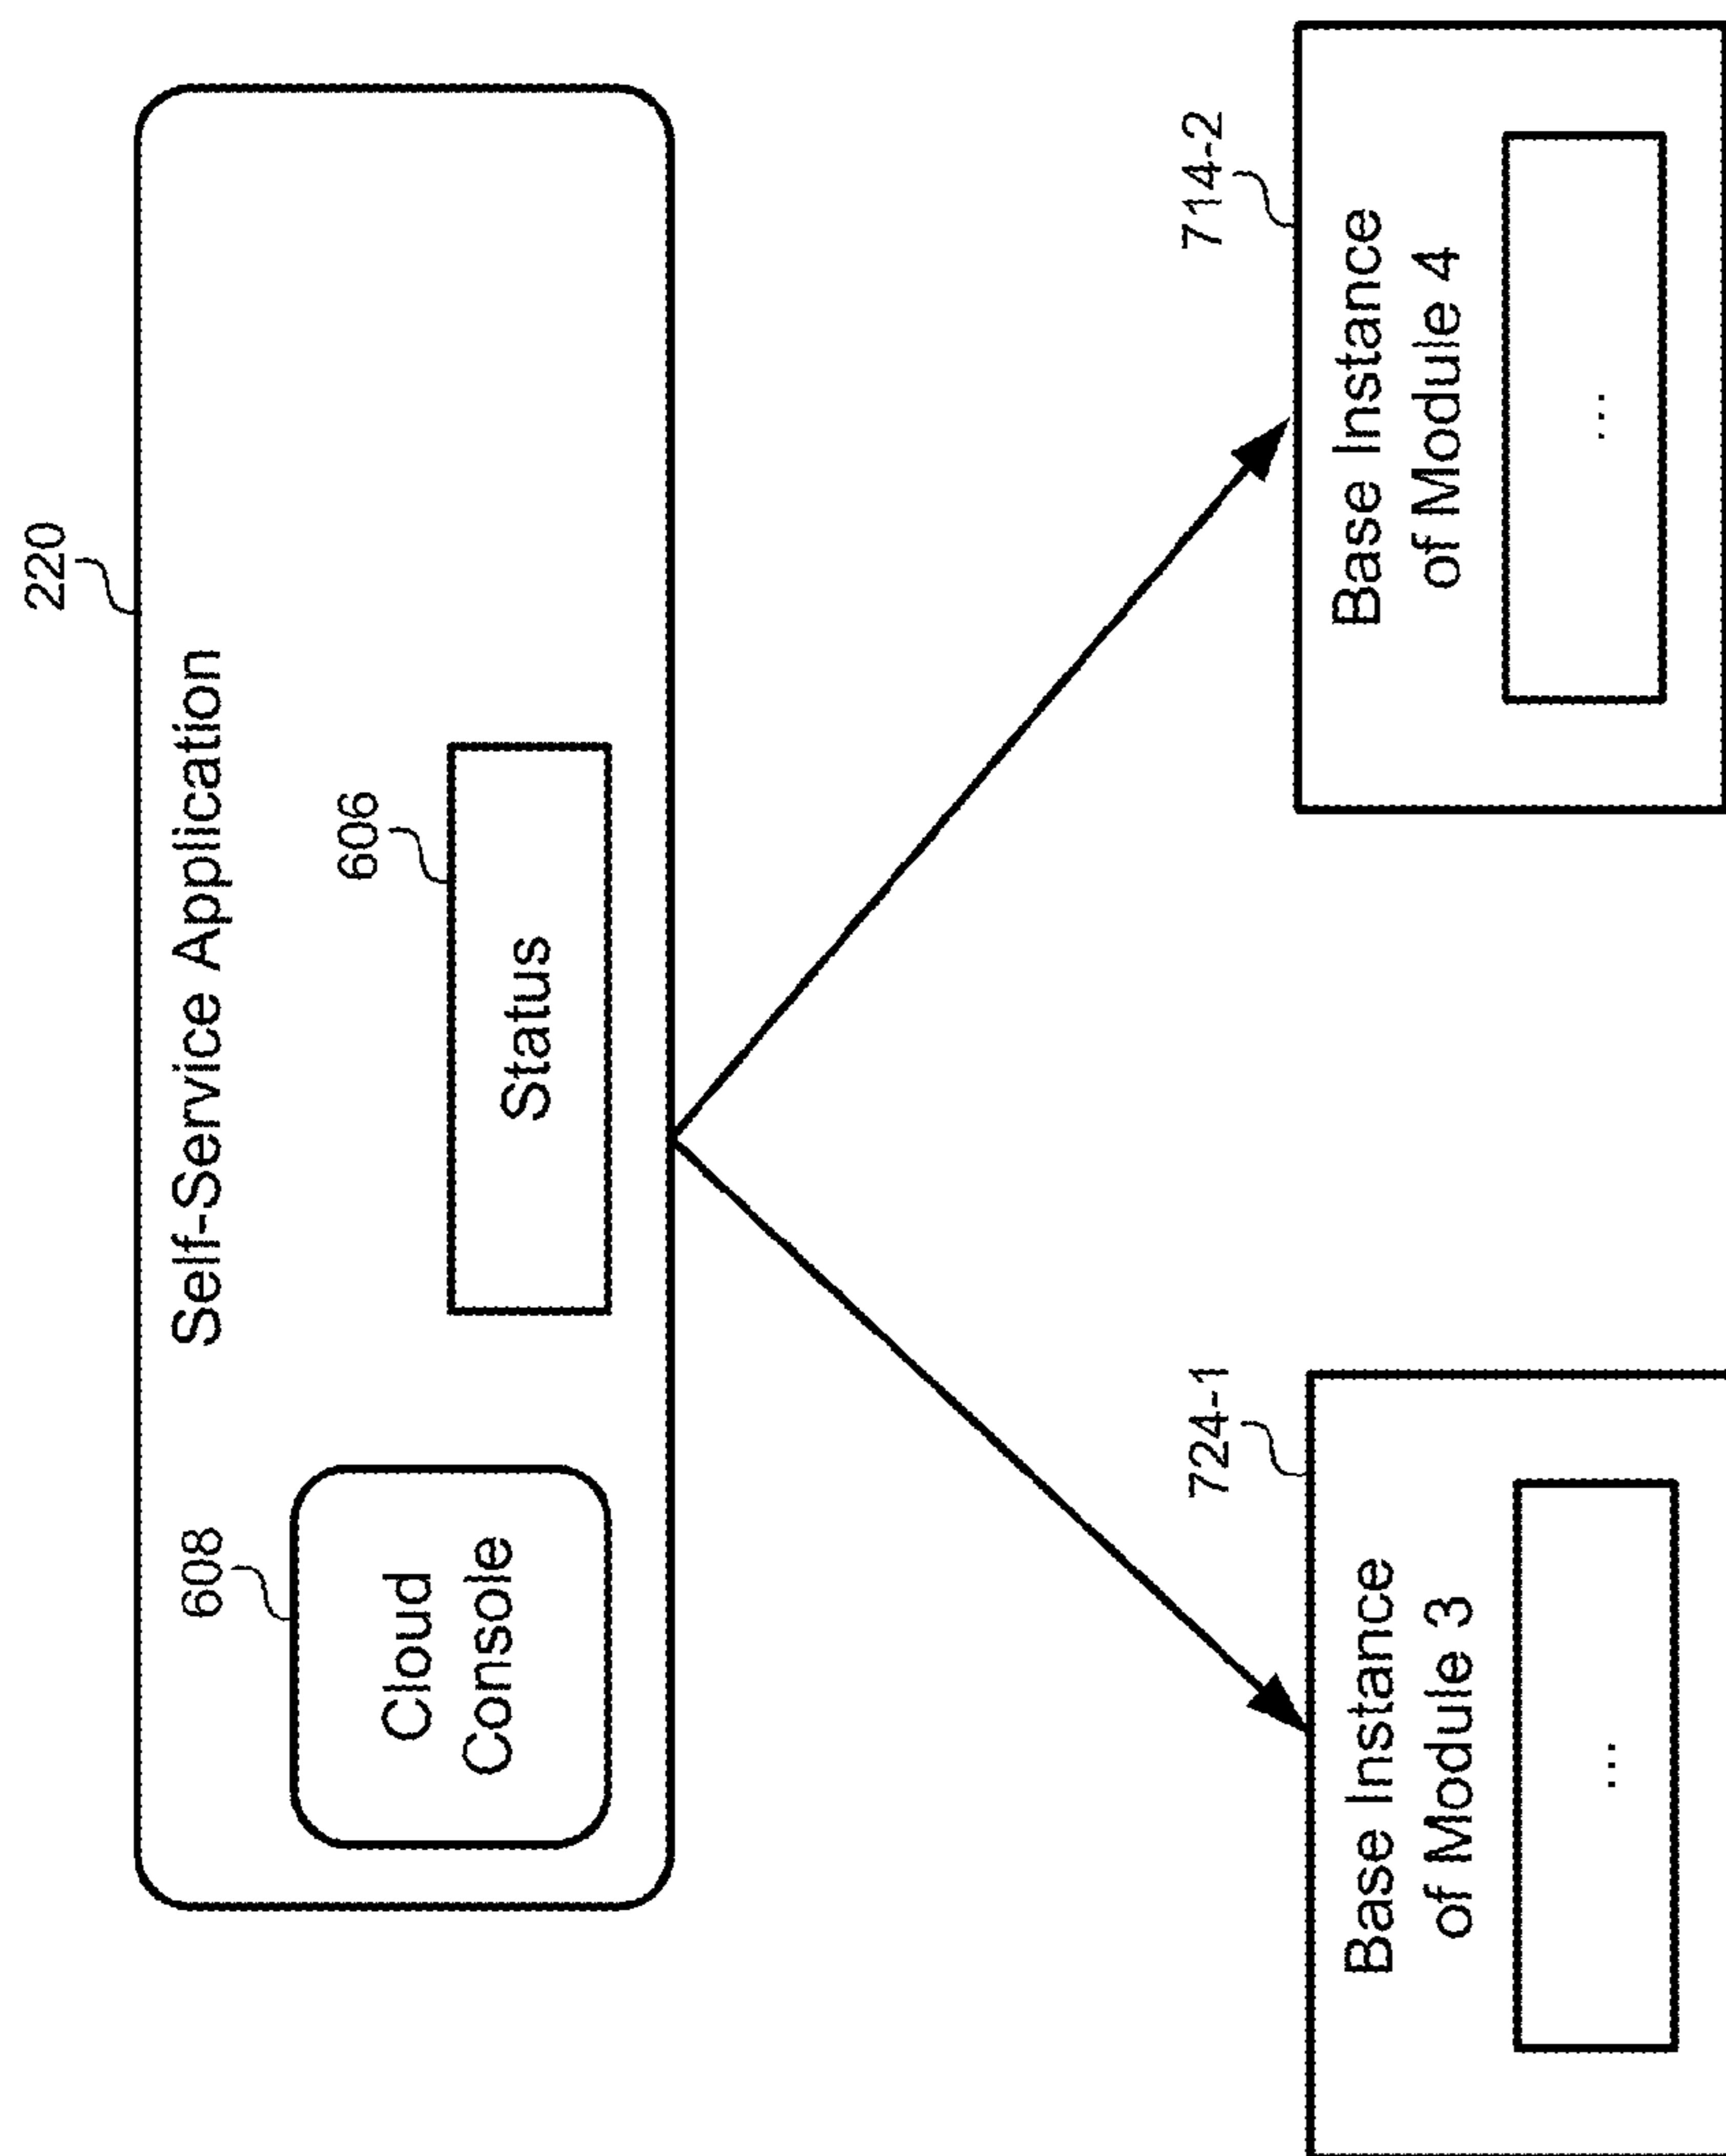 220
Self-Service Application
608
Cloud
Console
606
Status
724-1
Base Instance
of Module 3
...
714-2
Base Instance
of Module 4
...